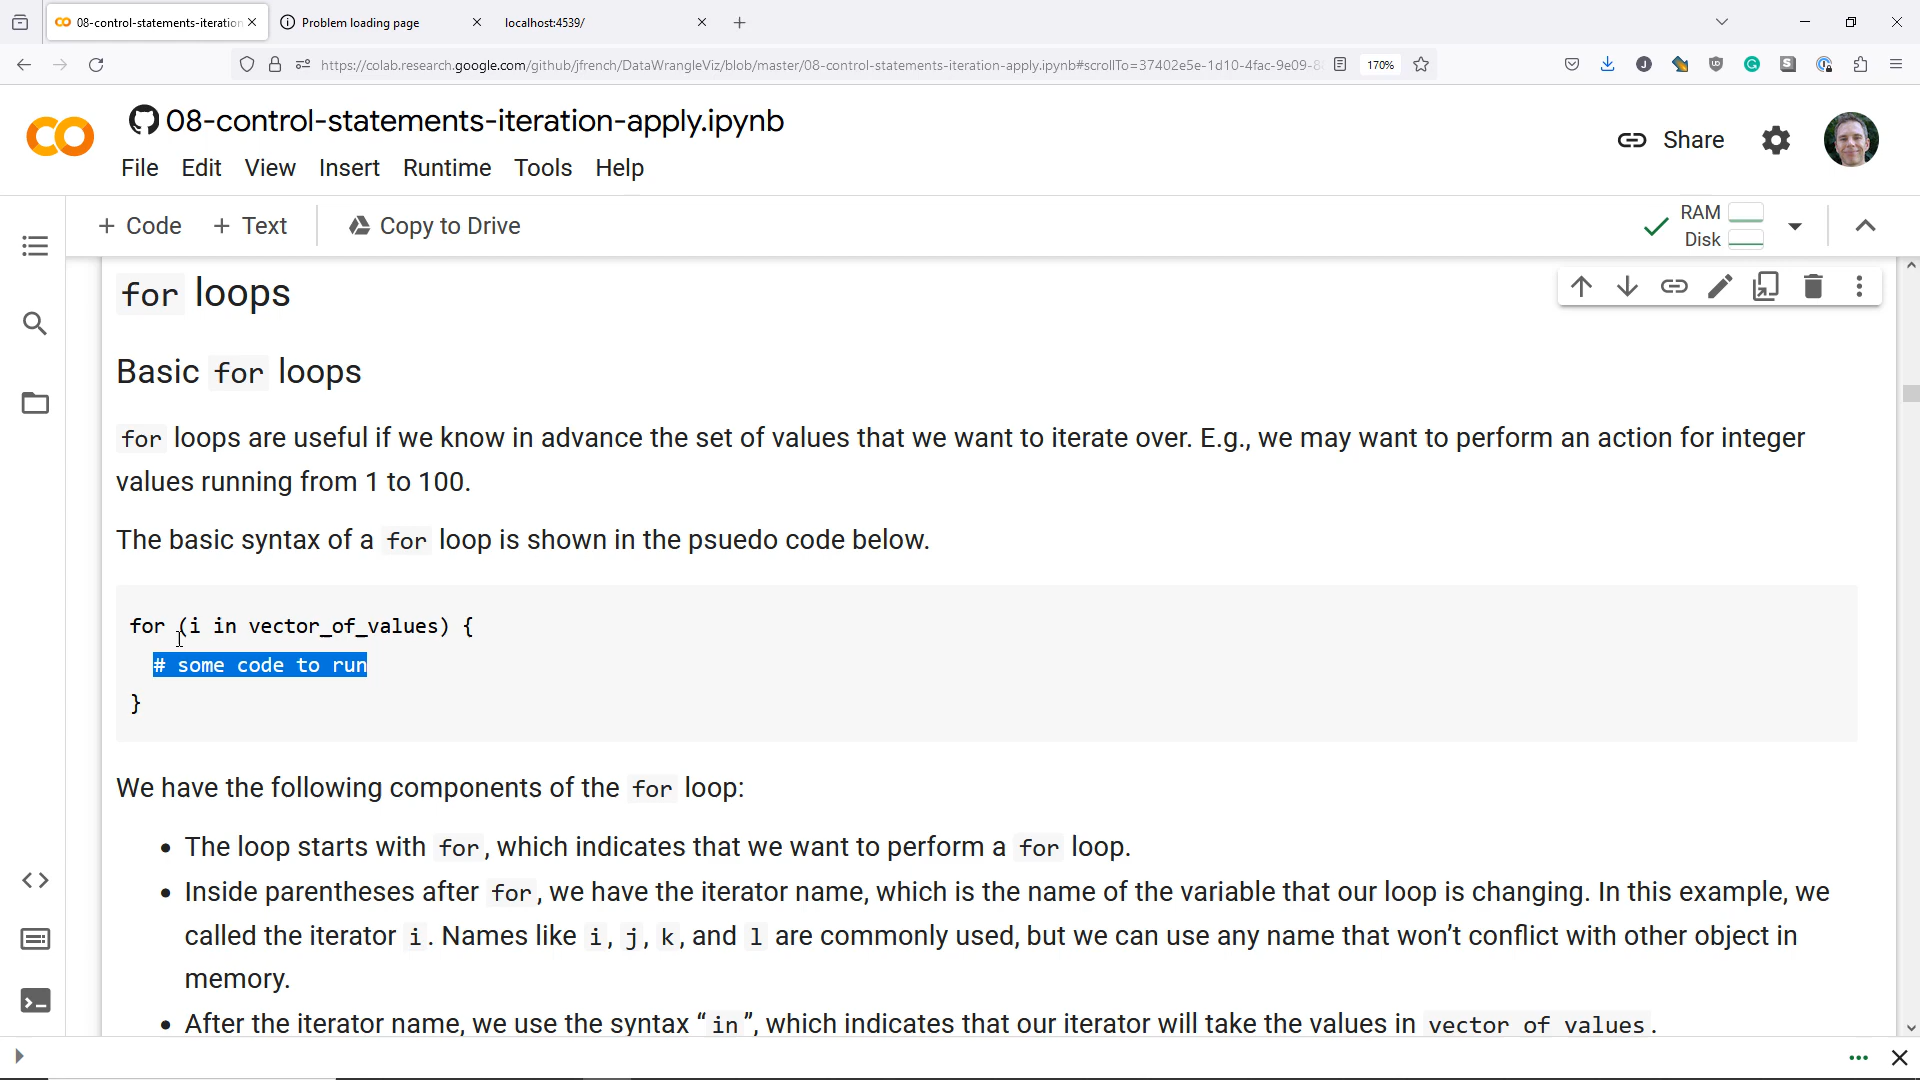 08-control-statements-iteration
Problem loading page
localhost:4539/
https://colab.research.google.com/github/jfrench/DataWrangleViz/blob/master/08-control-statements-iteration-apply.ipynb#scrollTo=37402e5e-1d10-4fac-9e09-8
170%
08-control-statements-iteration-apply.ipynb
File Edit View Insert Runtime Tools Help
Share
+ Code + Text Copy to Drive
RAM
Disk
for loops
Basic for loops
for loops are useful if we know in advance the set of values that we want to iterate over. E.g., we may want to perform an action for integer
values running from 1 to 100.
The basic syntax of a for loop is shown in the psuedo code below.
for (i in vector_of_values) {
# some code to run
}
We have the following components of the for loop:
• The loop starts with for, which indicates that we want to perform a for loop.
• Inside parentheses after for, we have the iterator name, which is the name of the variable that our loop is changing. In this example, we
called the iterator i. Names like i, j, k, and l are commonly used, but we can use any name that won’t conflict with other object in
memory.
• After the iterator name, we use the syntax “in”, which indicates that our iterator will take the values in vector_of_values.